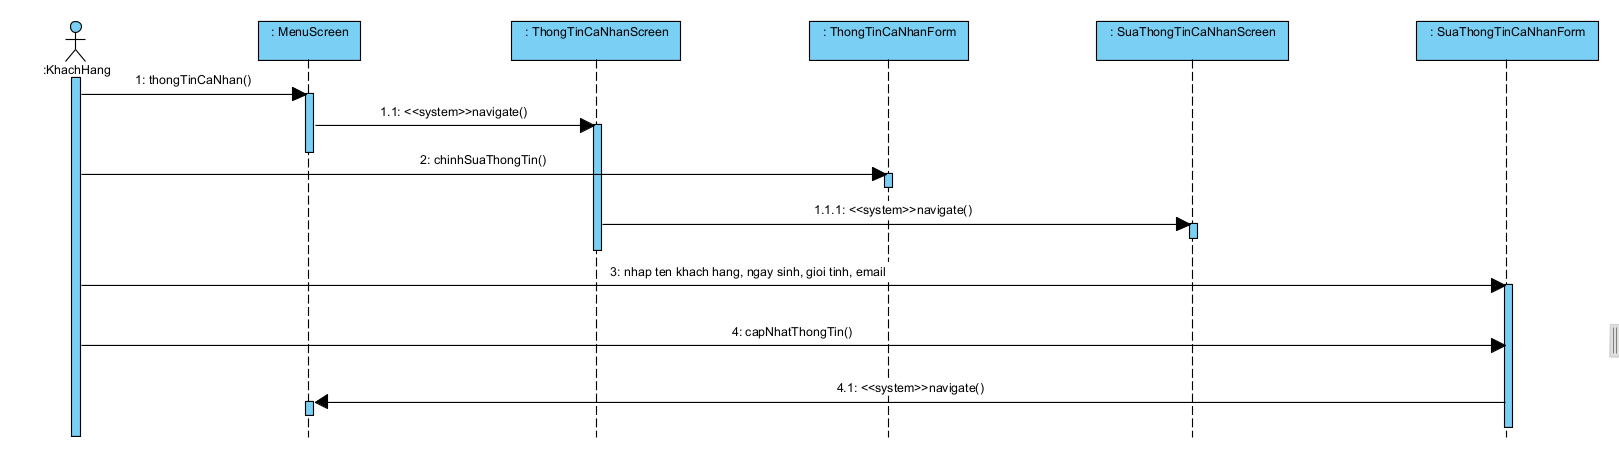 : MenuScreen
: ThongTinCaNhanScreen
: ThongTinCaNhanForm
: SuaThongTinCaNhanScreen
: SuaThongTinCaNhanForm
:KhachHang
1: thongTinCaNhan()
1.1: <<system>>navigate()
2: chinhSuaThongTin()
1.1.1: <<system>>navigate()
3: nhap ten khach hang, ngay sinh, gioi tinh, email
4: capNhatThongTin()
4.1: <<system>>navigate()